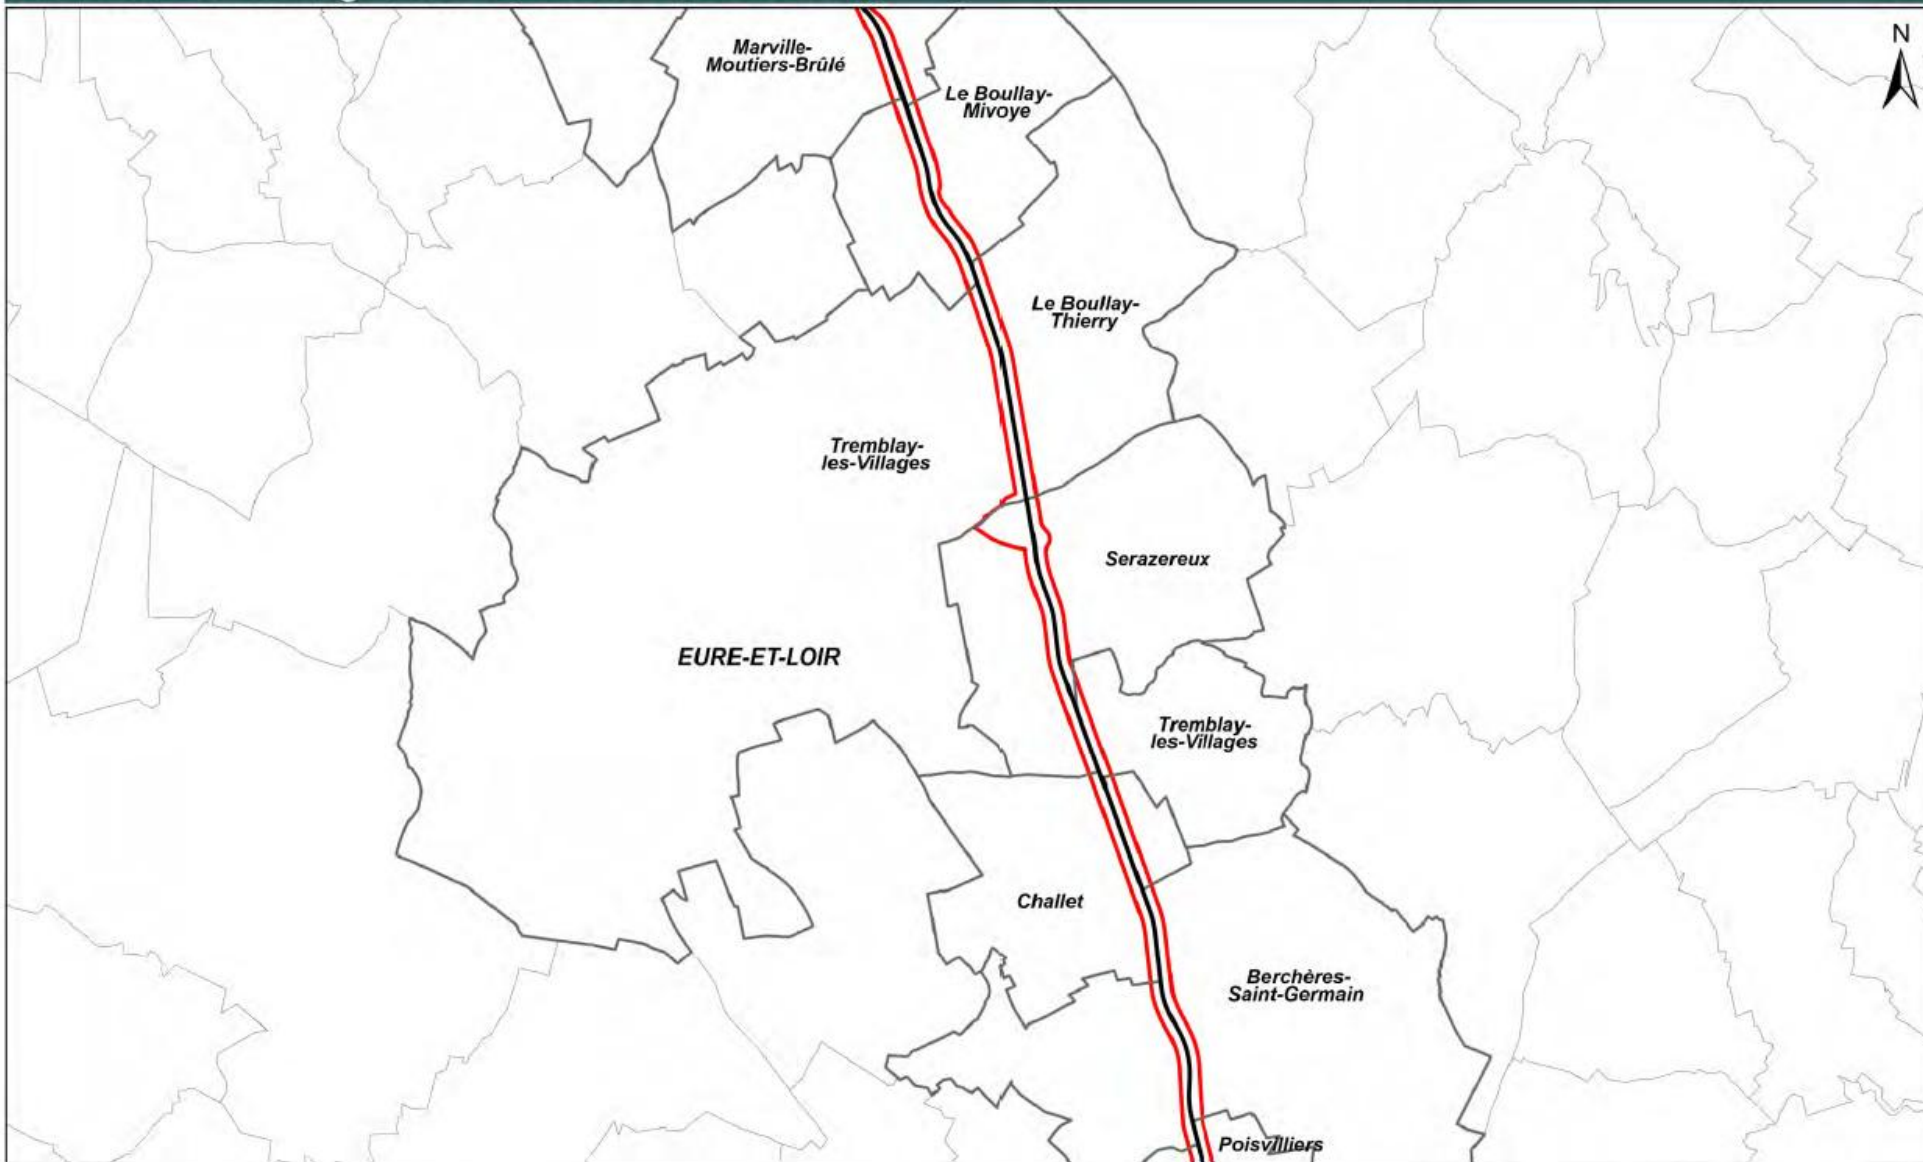 N
Marville-
Moutiers-Brûlé
Le Boullay-
Mivoye
Le Boullay-
Thierry
Tremblay-
les-Villages
Serazereux
EURE-ET-LOIR
Tremblay-
les-Villages
Challet
Berchères-
Saint-Germain
Poisvilliers